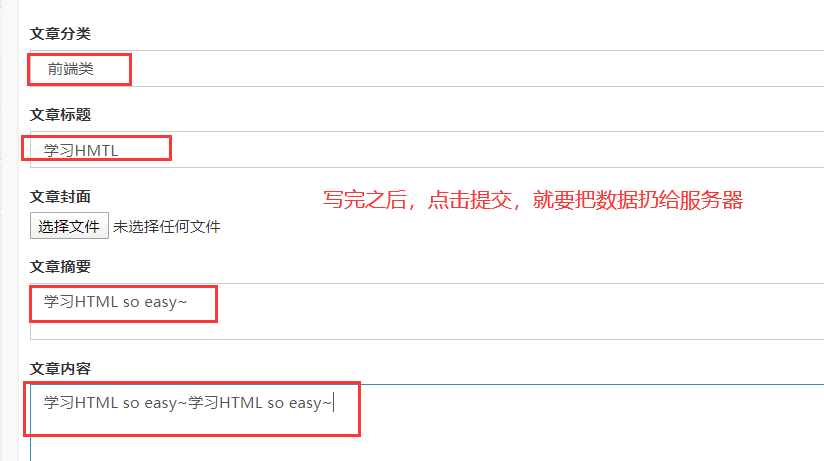 文章分类
前端类
文章标题
学习HMTL
文章封面
写完之后，点击提交，就要把数据扔给服务器
选择文件 未选择任何文件
文章摘要
学习HTML so easy~
文章内容
学习HTML so easy~学习HTML so easy~